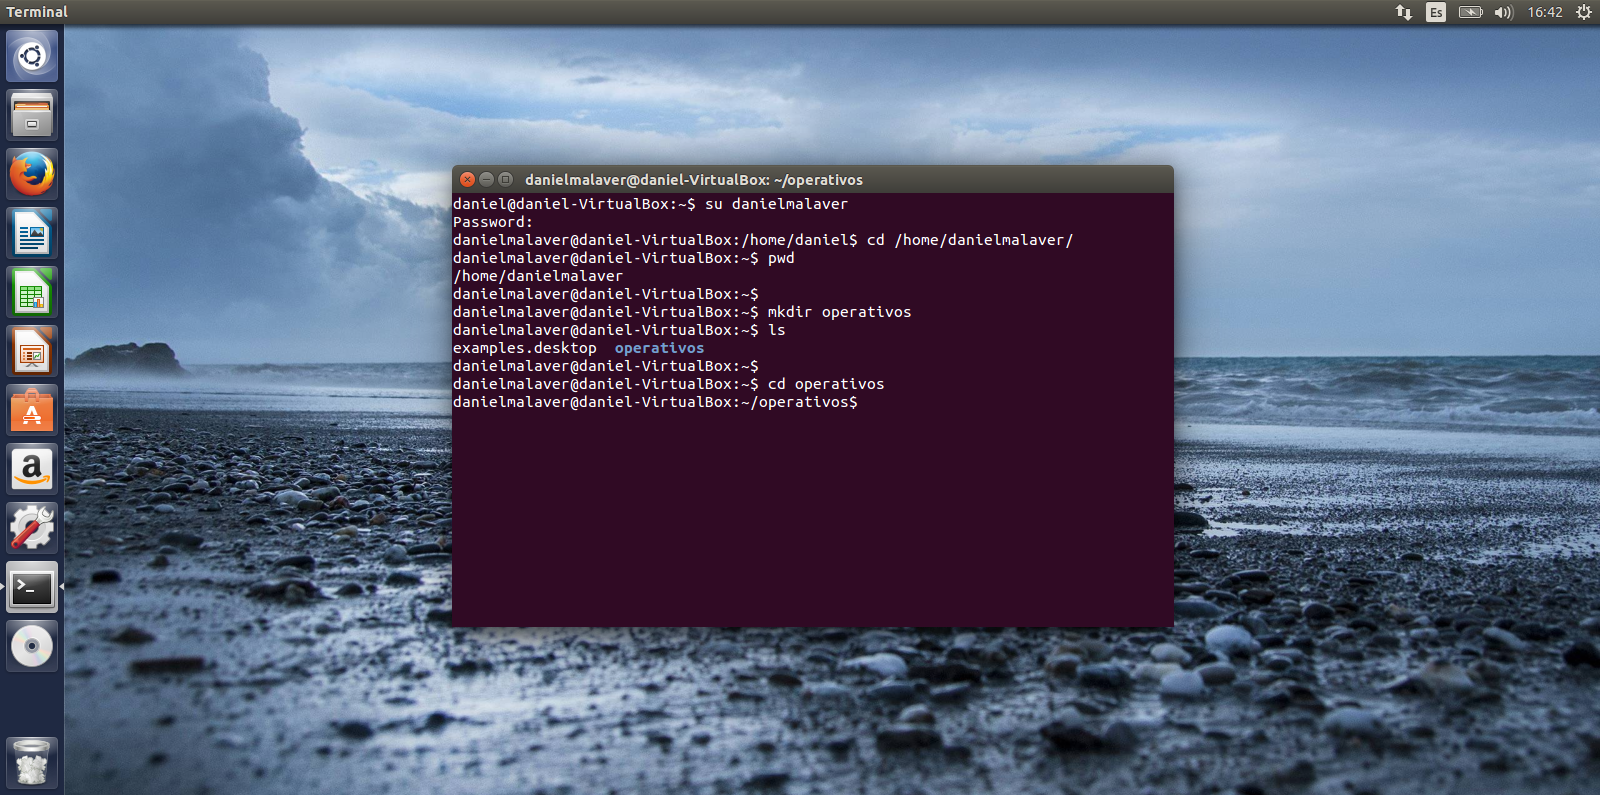 Terminal
Es
16:42
danielmalaver@daniel-VirtualBox: ~/operativos
daniel@daniel-VirtualBox:~$ su danielmalaver
Password:
danielmalaver@daniel-VirtualBox:/home/daniel$ cd /home/danielmalaver/
danielmalaver@daniel-VirtualBox:~$ pwd
/home/danielmalaver
danielmalaver@daniel-VirtualBox:~$
danielmalaver@daniel-VirtualBox:~$ mkdir operativos
danielmalaver@daniel-VirtualBox:~$ ls
examples.desktop  operativos
danielmalaver@daniel-VirtualBox:~$
danielmalaver@daniel-VirtualBox:~$ cd operativos
danielmalaver@daniel-VirtualBox:~/operativos$